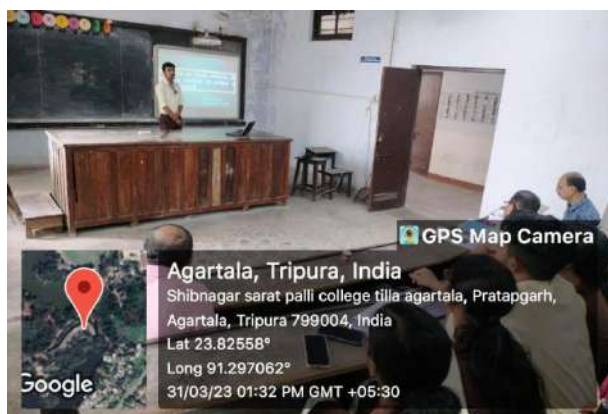 GPS Map Camera
Agartala, Tripura, India
Shibnagar sarat palli college tilla agartala, Pratapgarh,
Agartala, Tripura 799004, India
Lat 23.82558°
Long 91.297062°
31/03/23 01:32 PM GMT +05:30
Google